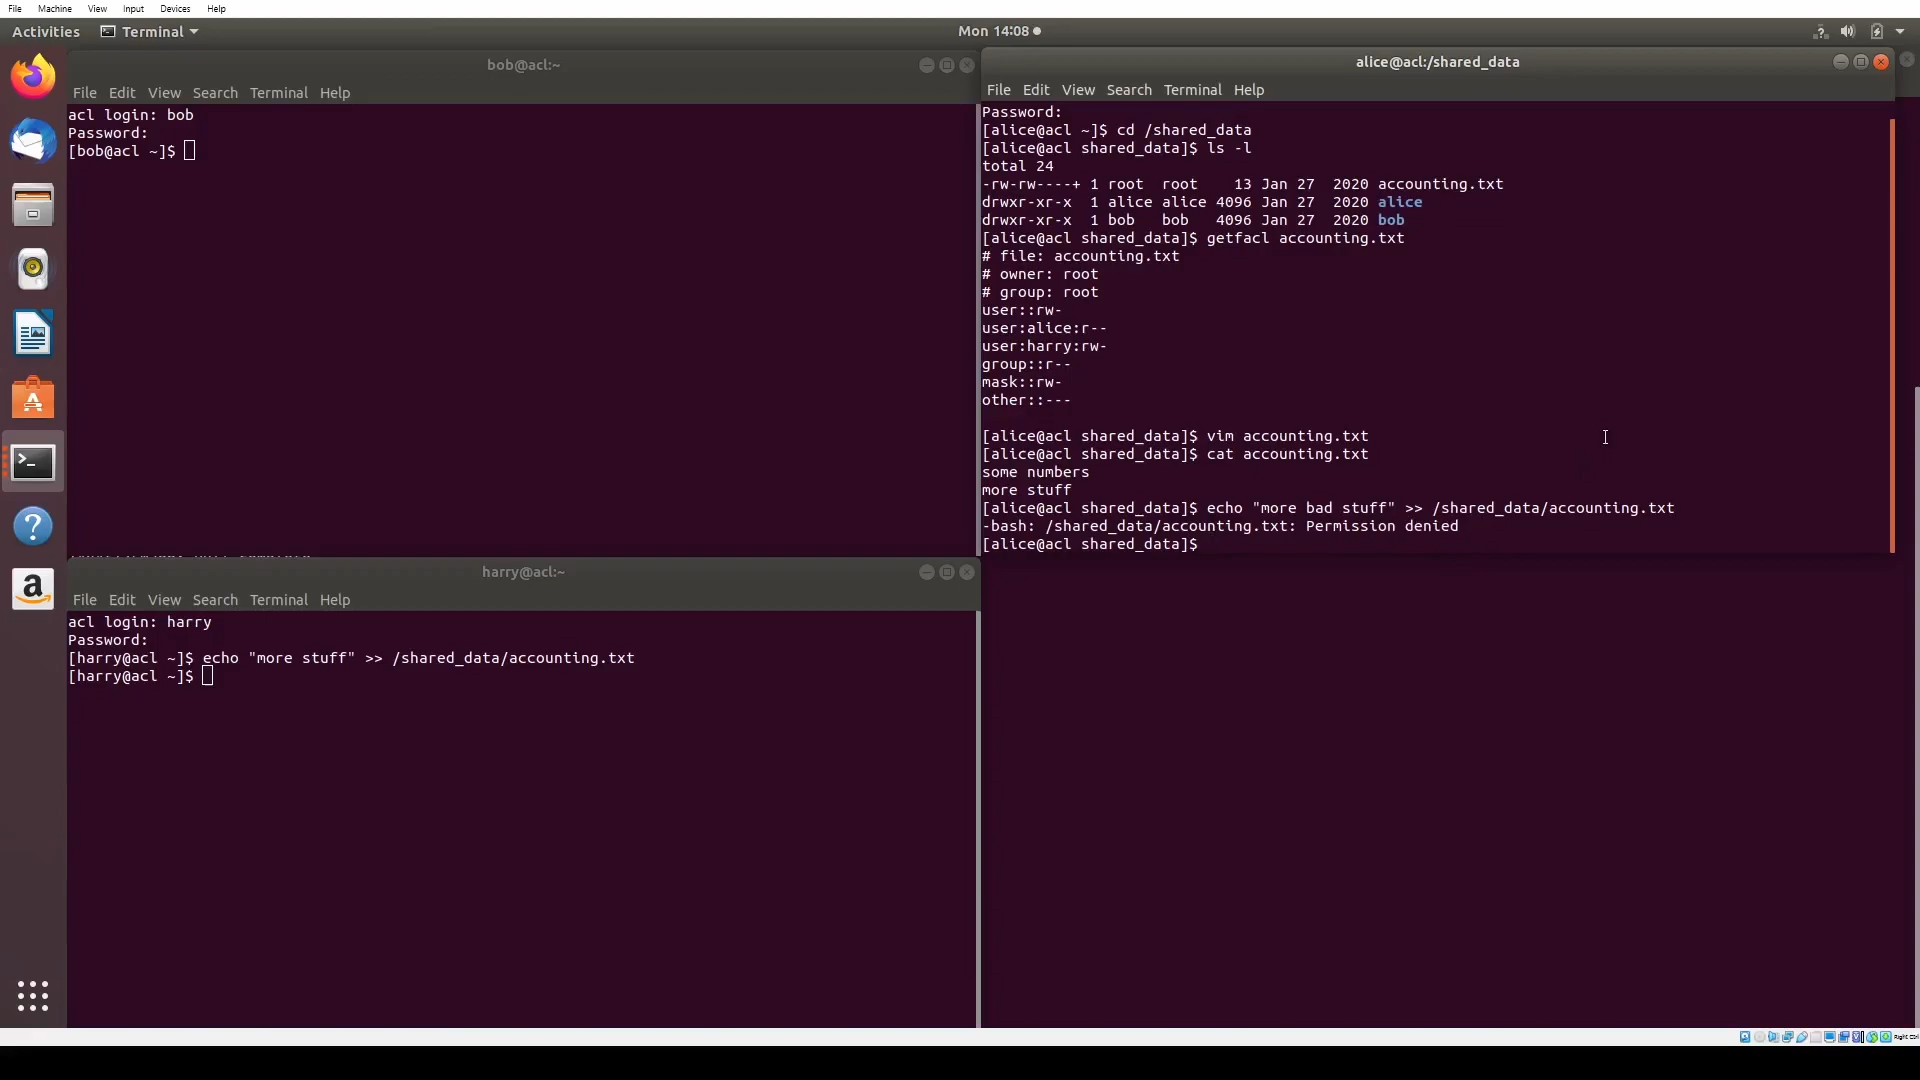 File Machine View Input Devices Help
Activities Terminal Mon 14:08
bob@acl:~
File Edit View Search Terminal Help
acl login: bob
Password:
[bob@acl ~]$
alice@acl:/shared_data
File Edit View Search Terminal Help
Password:
[alice@acl ~]$ cd /shared_data
[alice@acl shared_data]$ ls -l
total 24
-rw-rw----+ 1 root  root    13 Jan 27  2020 accounting.txt
drwxr-xr-x  1 alice alice 4096 Jan 27  2020 alice
drwxr-xr-x  1 bob   bob   4096 Jan 27  2020 bob
[alice@acl shared_data]$ getfacl accounting.txt
# file: accounting.txt
# owner: root
# group: root
user::rw-
user:alice:r--
user:harry:rw-
group::r--
mask::rw-
other::---
[alice@acl shared_data]$ vim accounting.txt
[alice@acl shared_data]$ cat accounting.txt
some numbers
more stuff
[alice@acl shared_data]$ echo "more bad stuff" >> /shared_data/accounting.txt
-bash: /shared_data/accounting.txt: Permission denied
[alice@acl shared_data]$
harry@acl:~
File Edit View Search Terminal Help
acl login: harry
Password:
[harry@acl ~]$ echo "more stuff" >> /shared_data/accounting.txt
[harry@acl ~]$
Right Ctrl